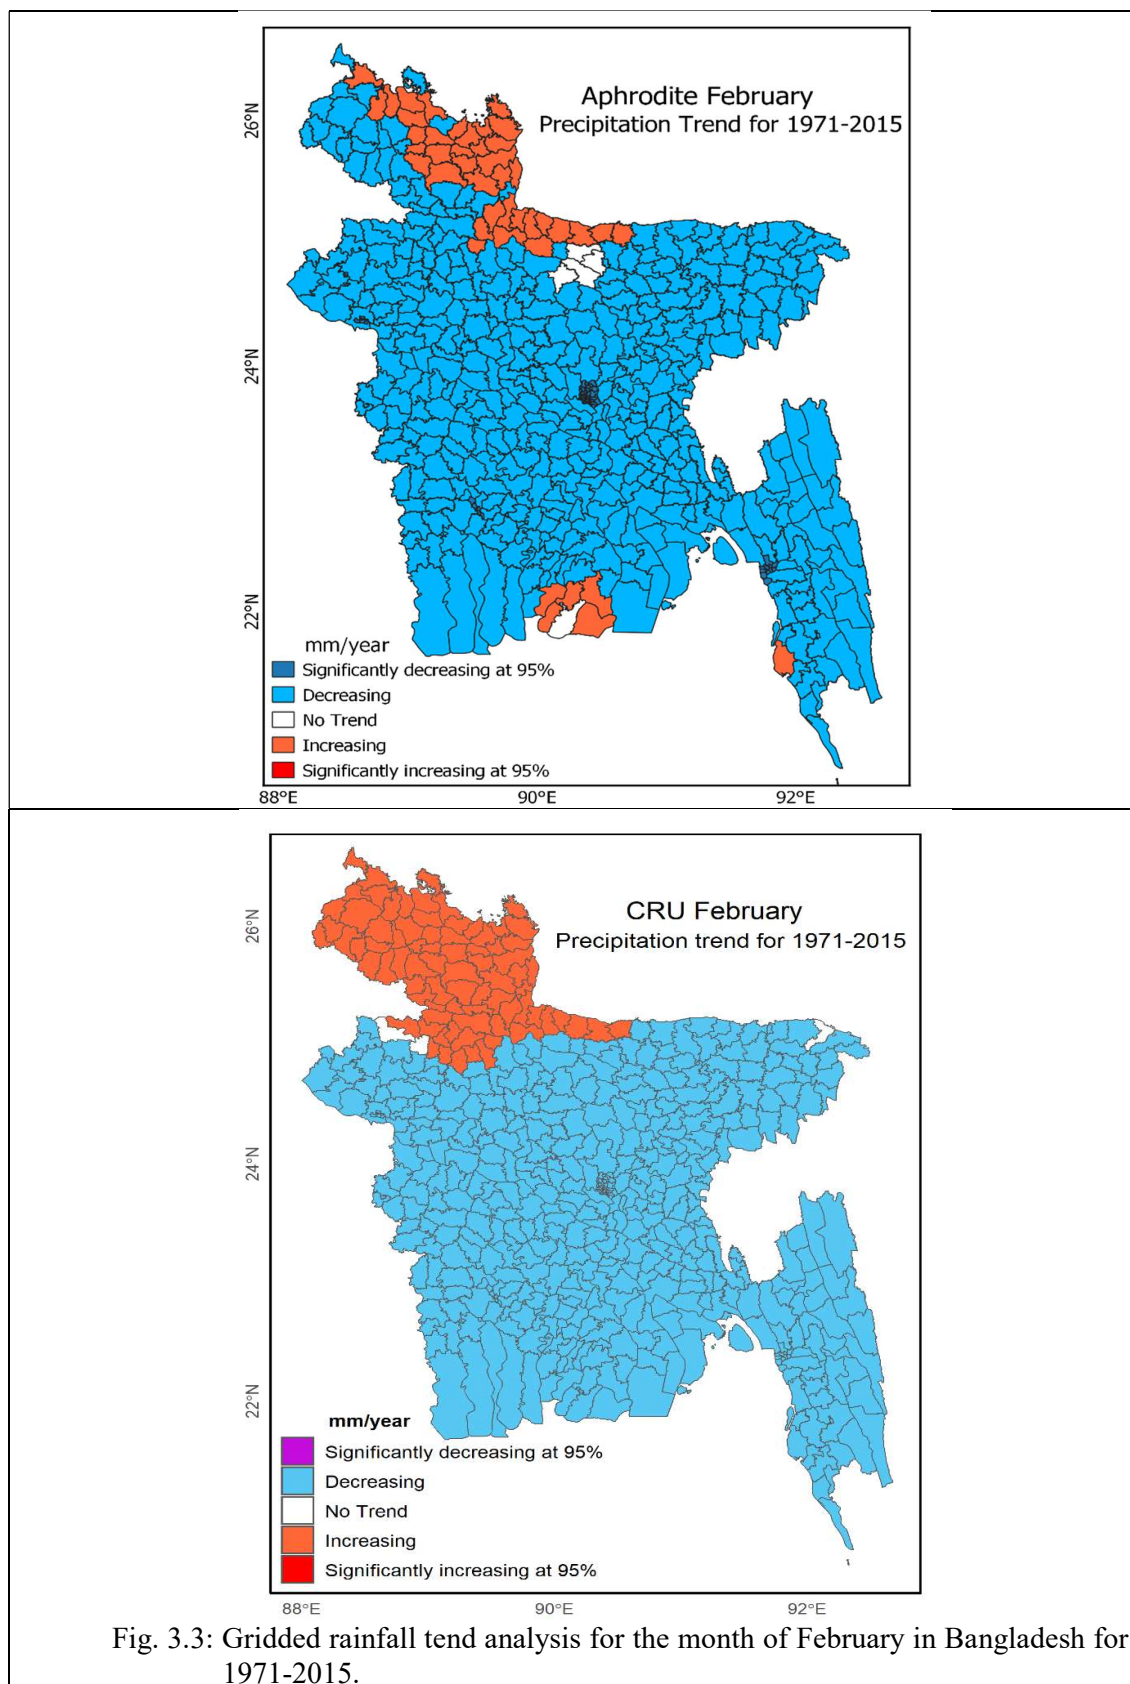 Aphrodite February
Precipitation Trend for 1971-2015
26°N
24°N
22°N
mm/year
Significantly decreasing at 95%
Decreasing
No Trend
Increasing
Significantly increasing at 95%
88°E
90°E
92°E
CRU February
Precipitation trend for 1971-2015
26°N
24°N
22°N
mm/year
Significantly decreasing at 95%
Decreasing
No Trend
Increasing
Significantly increasing at 95%
88°E
90°E
92°E
Fig. 3.3: Gridded rainfall tend analysis for the month of February in Bangladesh for
1971-2015.